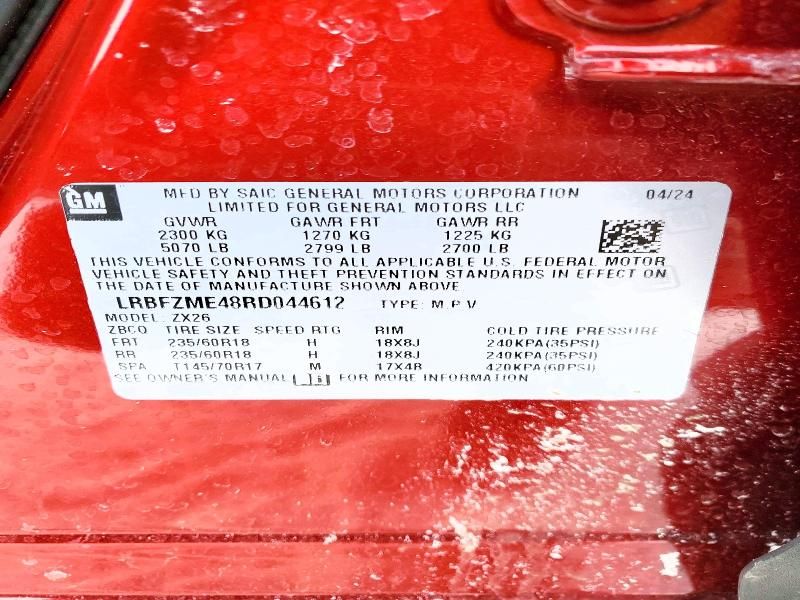 GM MFD BY SAIC GENERAL MOTORS CORPORATION 04/24
LIMITED FOR GENERAL MOTORS LLC
GVWR GAWR FRT GAWR RR
2300 KG 1270 KG 1225 KG
5070 LB 2799 LB 2700 LB
THIS VEHICLE CONFORMS TO ALL APPLICABLE U.S. FEDERAL MOTOR
VEHICLE SAFETY AND THEFT PREVENTION STANDARDS IN EFFECT ON
THE DATE OF MANUFACTURE SHOWN ABOVE
LRBFZME48RD044612 TYPE: M.P.V
MODEL: ZX26
ZBCO TIRE SIZE SPEED RTG RIM COLD TIRE PRESSURE
FRT 235/60R18 H 18X8J 240KPA(35PSI)
RR 235/60R18 H 18X8J 240KPA(35PSI)
SPA T145/70R17 M 17X4R 420KPA(60PSI)
SEE OWNER'S MANUAL FOR MORE INFORMATION